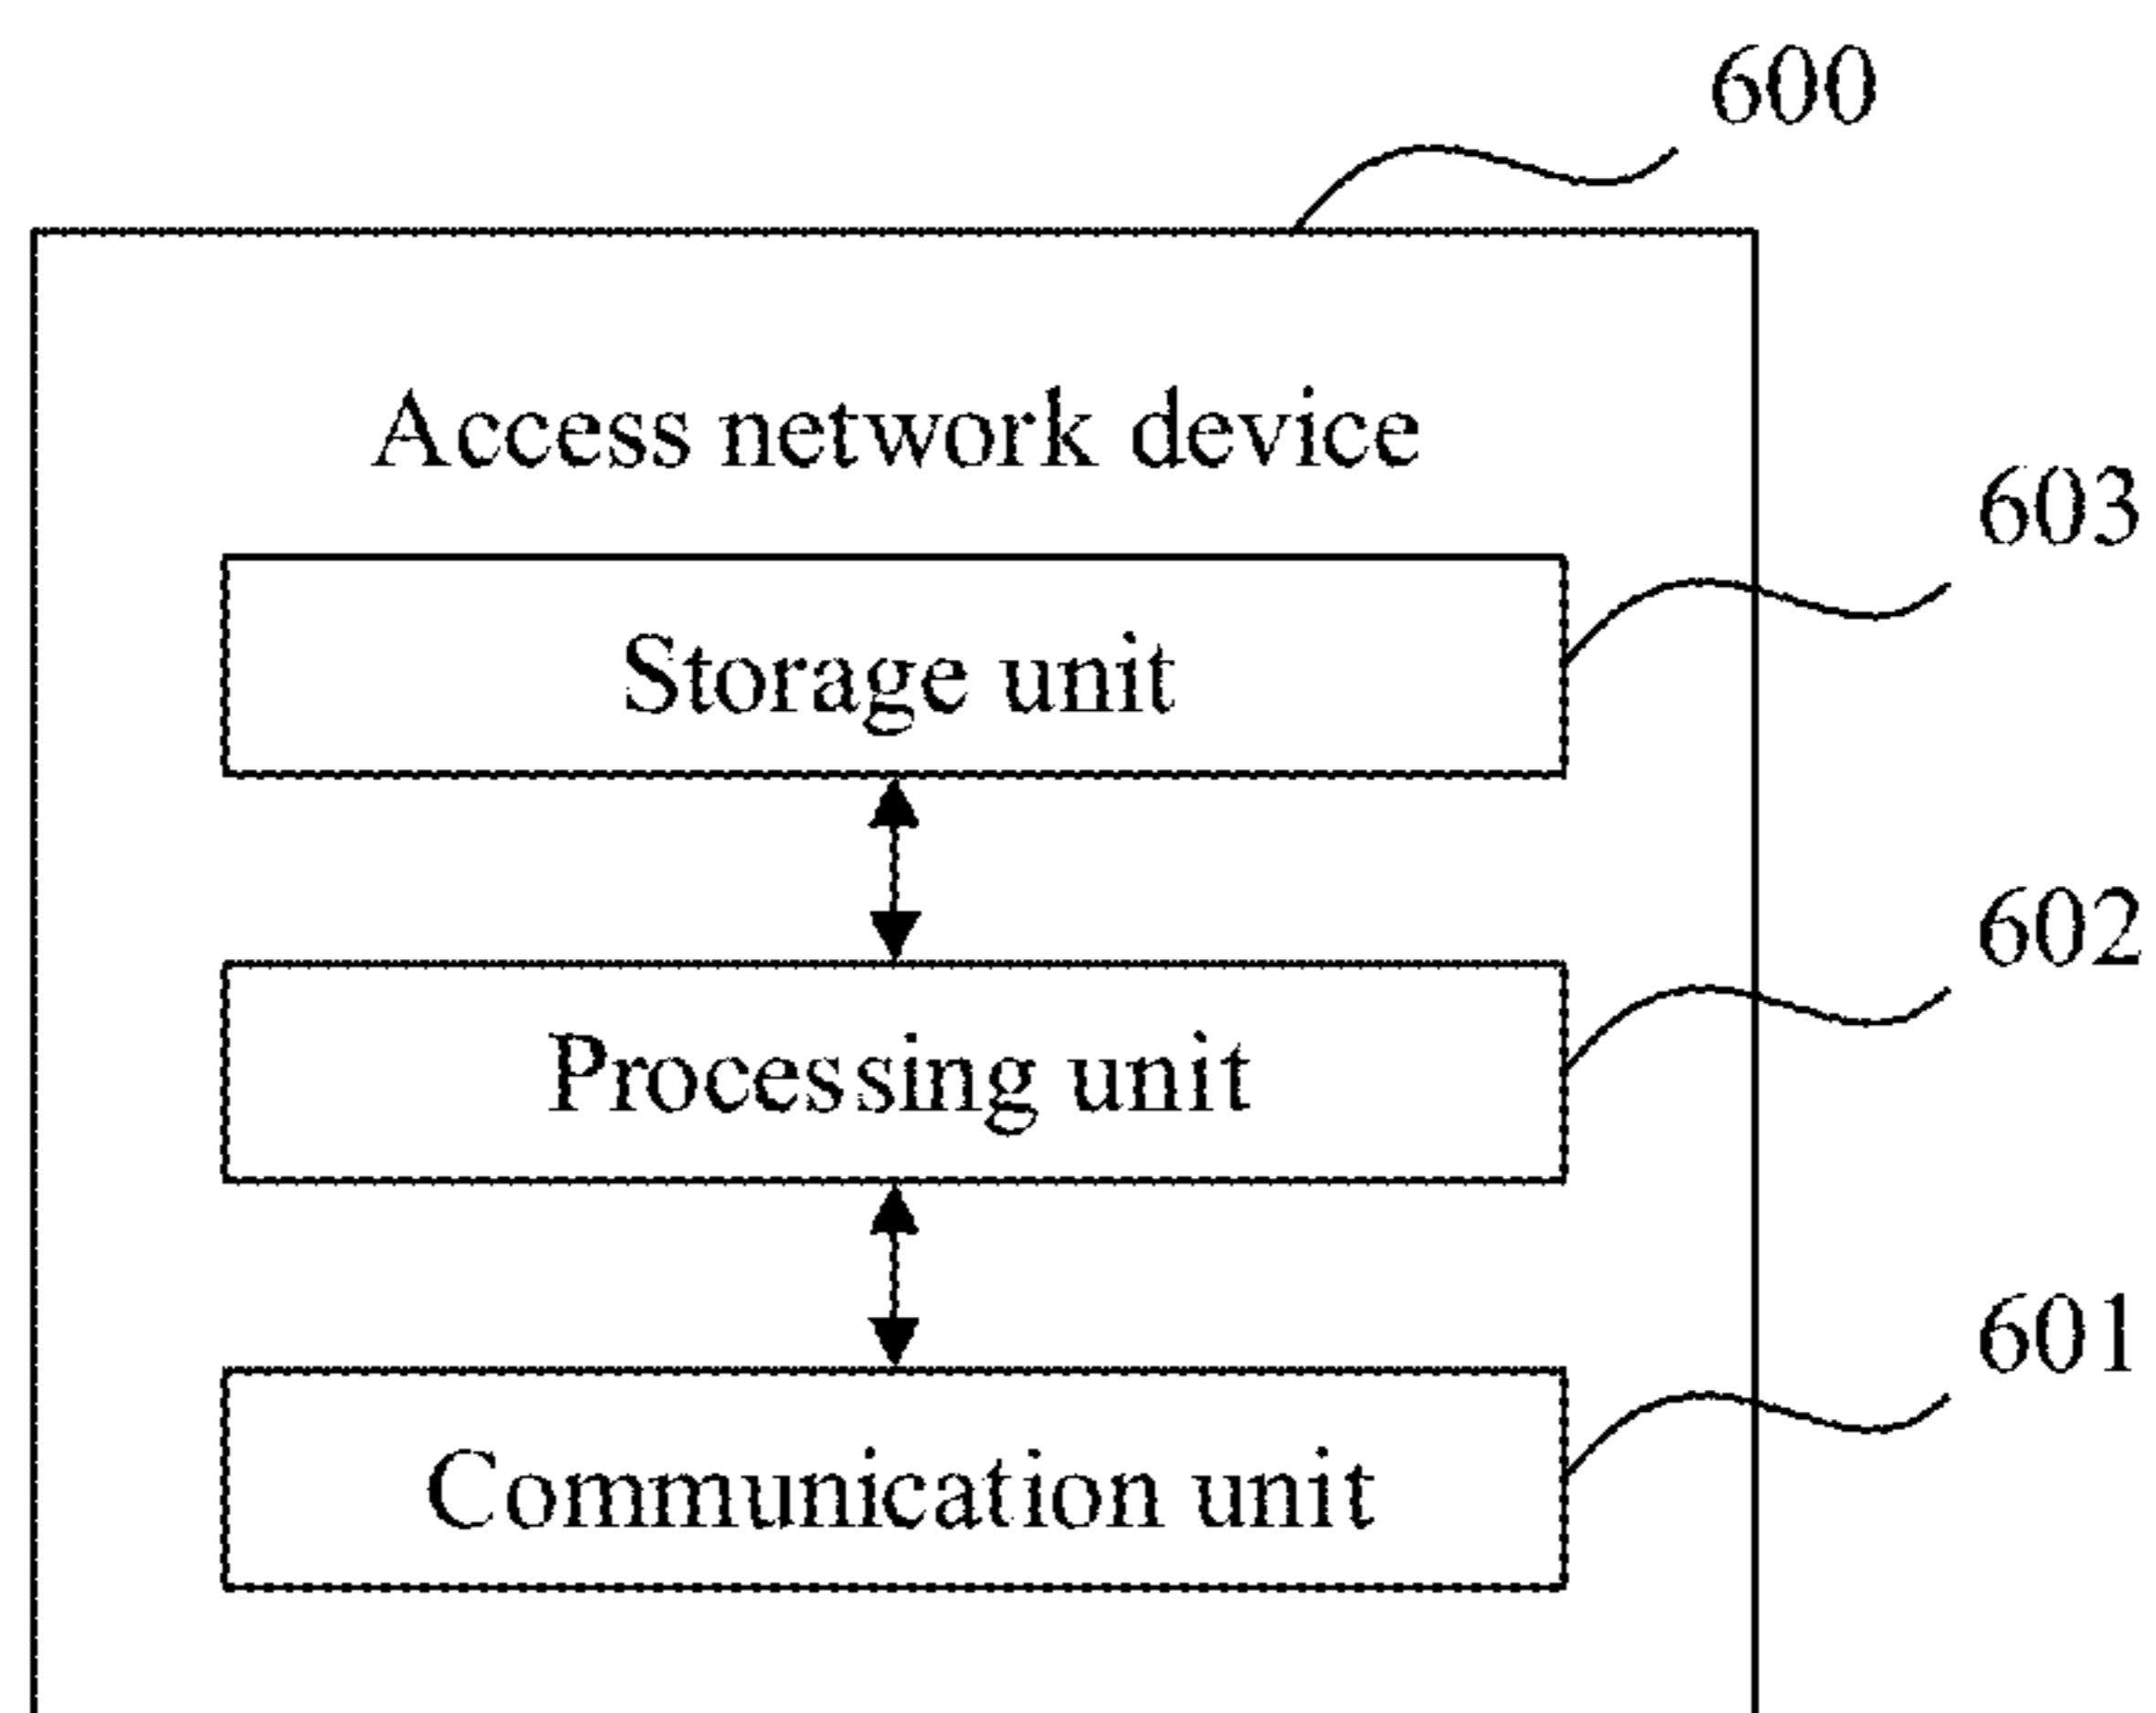 600
Access network device
603
Storage unit
602
Processing unit
601
Communication unit